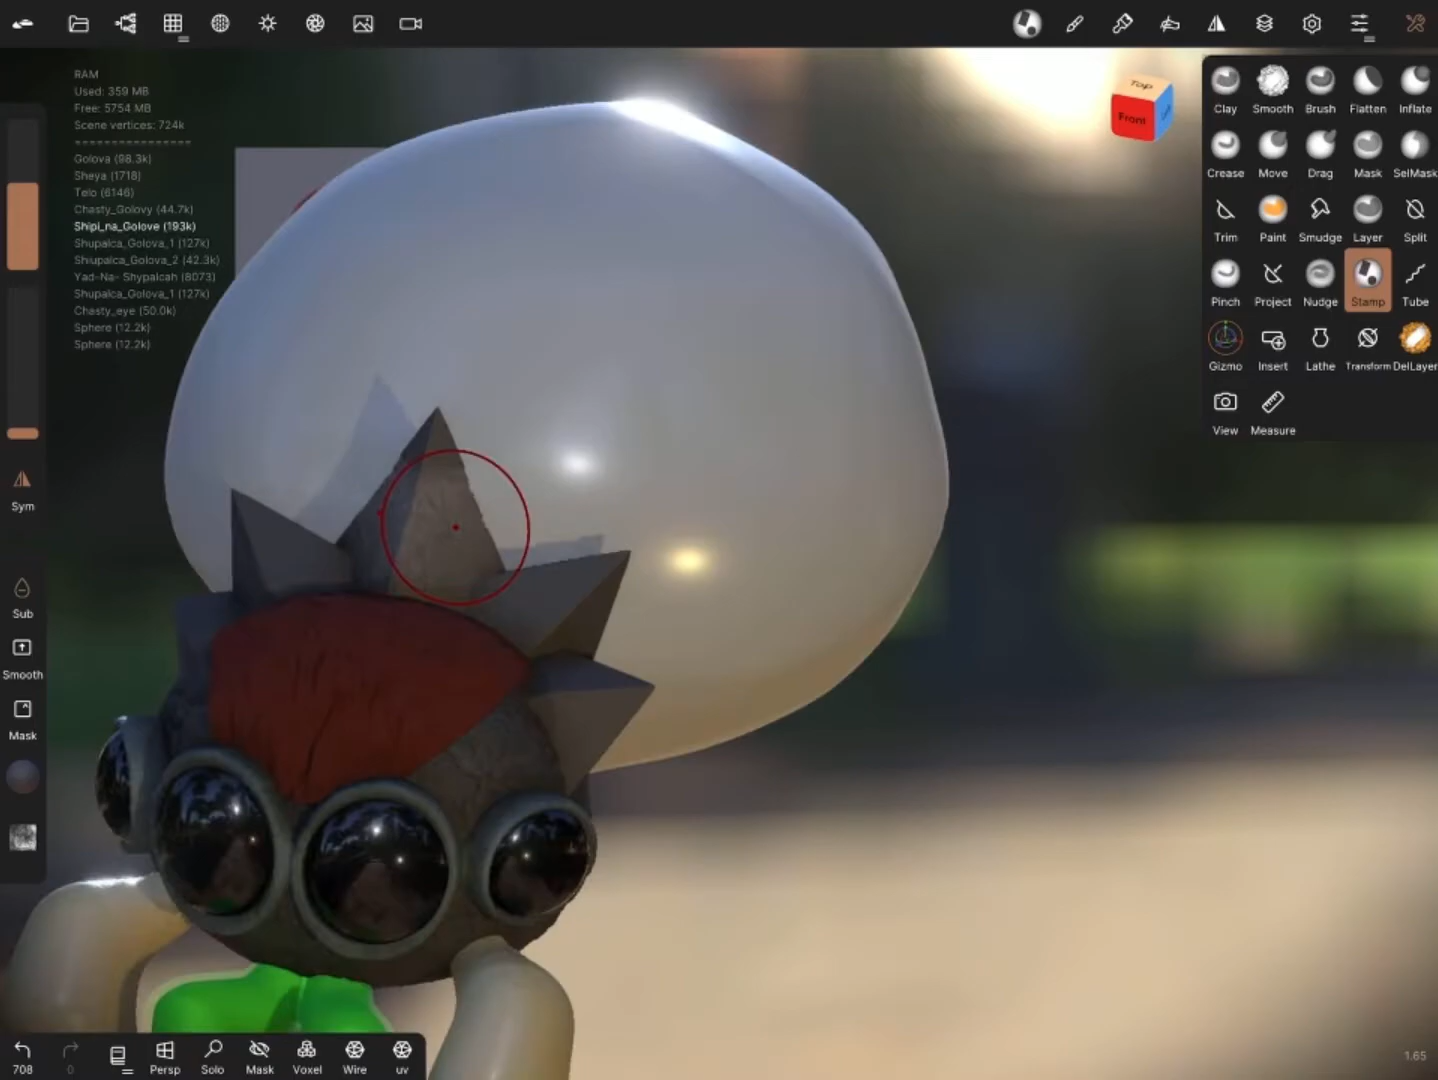 RAM
Used: 359 MB
Free: 5754 MB
Scene vertices: 724k
================
Golova (98.3k)
Sheya (1718)
Telo (6146)
Chasty_Golovy (44.7k)
Shipi_na_Golove (193k)
Shupalca_Golova_1 (127k)
Shiupalca_Golova_2 (42.3k)
Yad-Na- Shypalcah (8073)
Shupalca_Golova_1 (127k)
Chasty_eye (50.0k)
Sphere (12.2k)
Sphere (12.2k)
Top
Front
Clay Smooth Brush Flatten Inflate
Crease Move Drag Mask SelMask
Trim Paint Smudge Layer Split
Pinch Project Nudge Stamp Tube
Gizmo Insert Lathe Transform DelLayer
View Measure
Sym
Sub
Smooth
Mask
708 0 Persp Solo Mask Voxel Wire uv
1.65